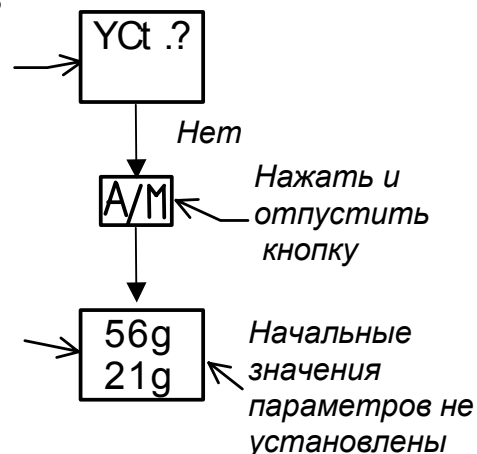 YCt .?
Нет
А/М
Нажать и
отпустить
кнопку
56g
21g
Начальные
значения
параметров не
установлены